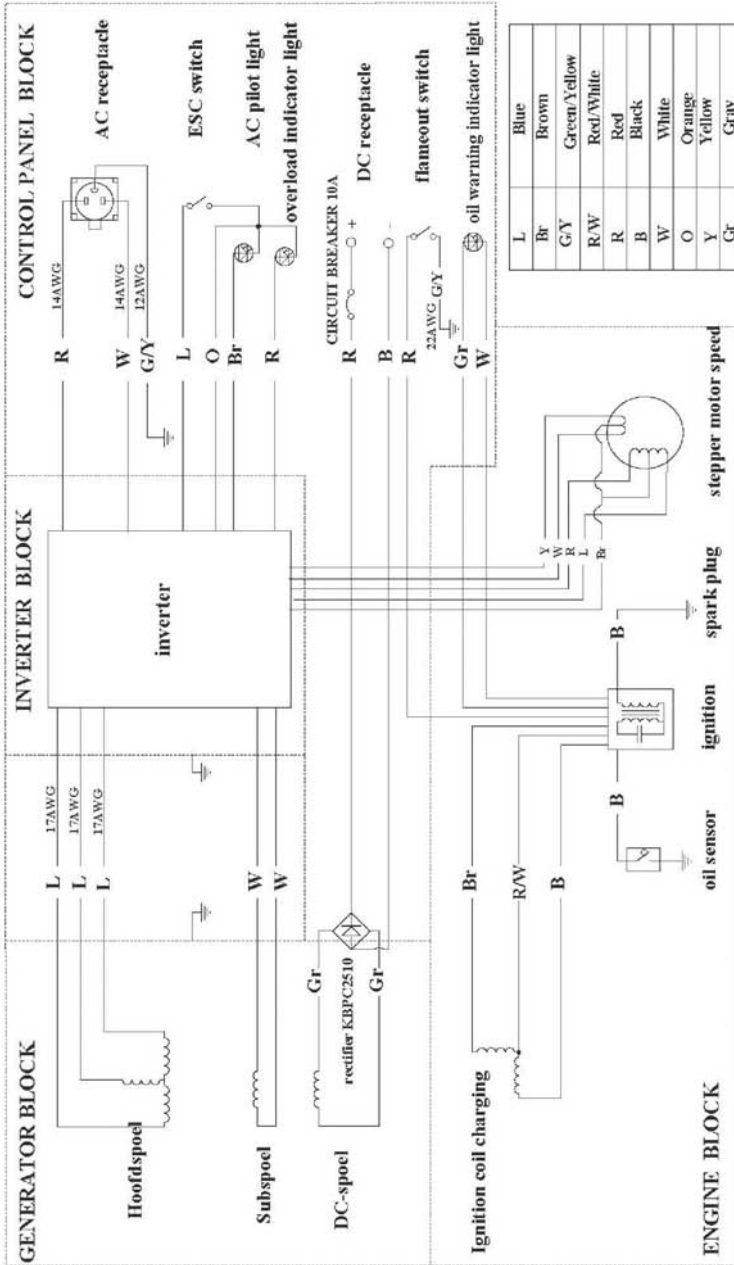 GENERATOR BLOCK
INVERTER BLOCK
CONTROL PANEL BLOCK
Hoofdspoel
L
L
L
17AWG
17AWG
17AWG
Subspoel
W
W
DC-spoel
Gr
Gr
rectifier KBPC2510
inverter
R
14AWG
AC receptacle
W
14AWG
G/Y
12AWG
L
ESC switch
O
Br
AC pilot light
R
overload indicator light
CIRCUIT BREAKER 10A
R
+
DC receptacle
B
-
R
flameout switch
22AWG
G/Y
Gr
oil warning indicator light
W
Ignition coil charging
Br
R/W
B
B
B
oil sensor
ignition
spark plug
Y
W
R
L
Br
stepper motor speed
ENGINE BLOCK
L Blue
Br Brown
G/Y Green/Yellow
R/W Red/White
R Red
B Black
W White
O Orange
Y Yellow
Gr Gray